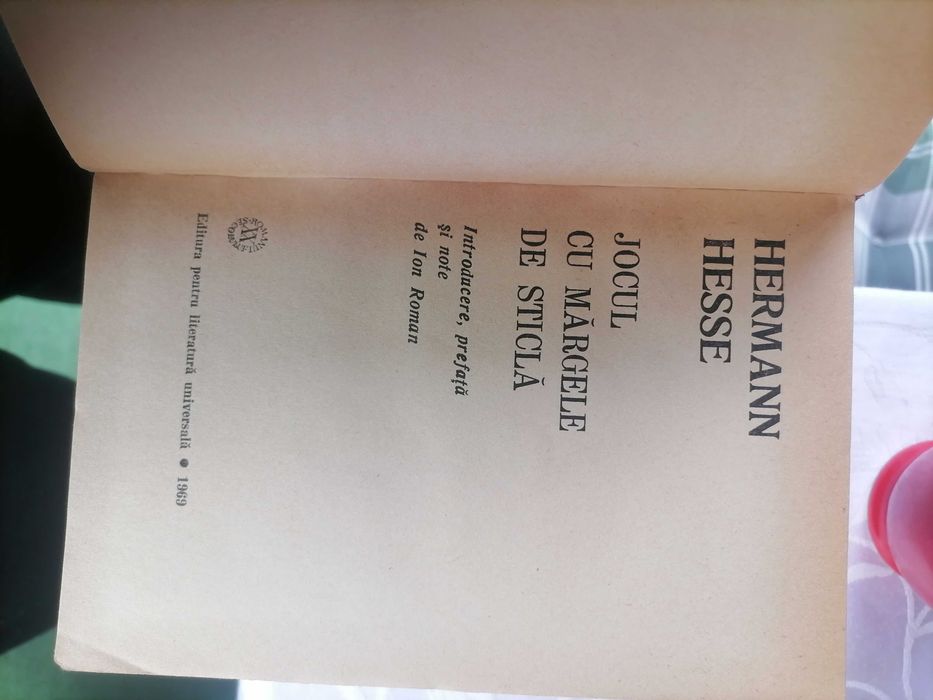 HERMANN
HESSE
JOCUL
CU MĂRGELE
DE STICLĂ
Introducere, prefață
și note
de Ion Roman
XX
Editura pentru literatură universală ● 1969